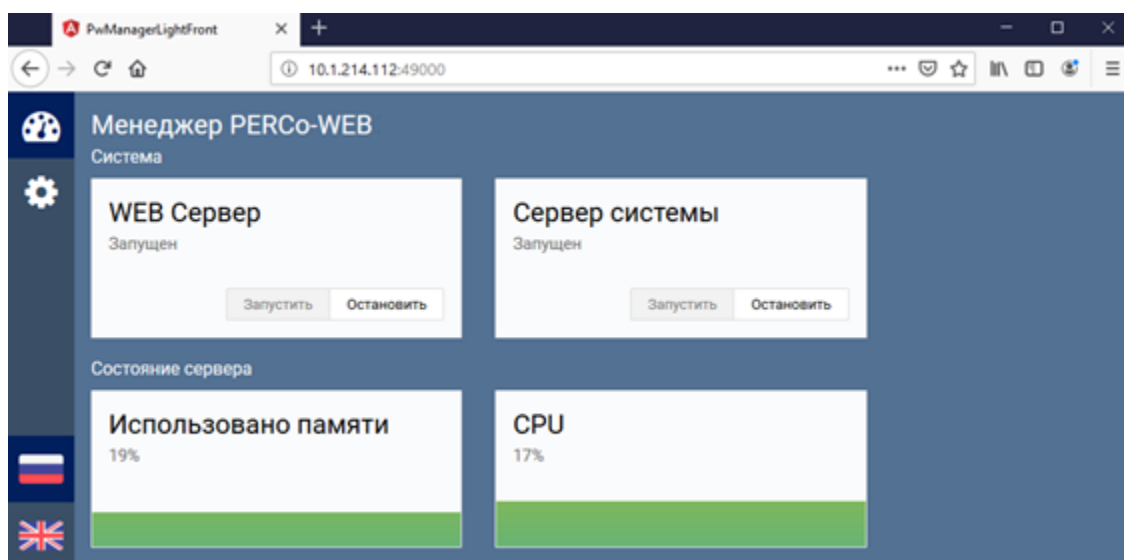 PwManagerLightFront
10.1.214.112:49000
Менеджер PERCo-WEB
Система
WEB Сервер
Запущен
Запустить
Остановить
Сервер системы
Запущен
Запустить
Остановить
Состояние сервера
Использовано памяти
19%
CPU
17%